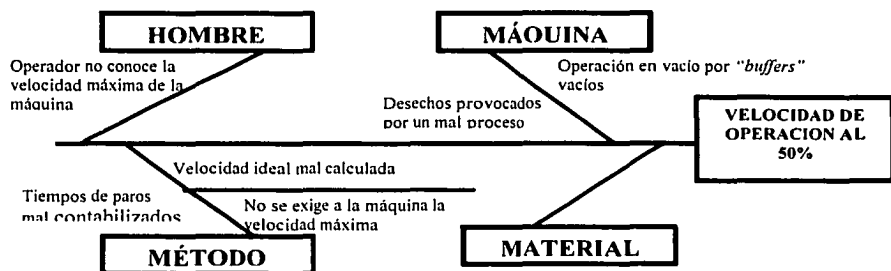 HOMBRE
MÁQUINA
Operador no conoce la
velocidad máxima de la
máquina
Operación en vacío por "buffers"
vacíos
Desechos provocados
por un mal proceso
VELOCIDAD DE
OPERACION AL
50%
Velocidad ideal mal calculada
Tiempos de paros
mal contabilizados
No se exige a la máquina la
velocidad máxima
MÉTODO
MATERIAL